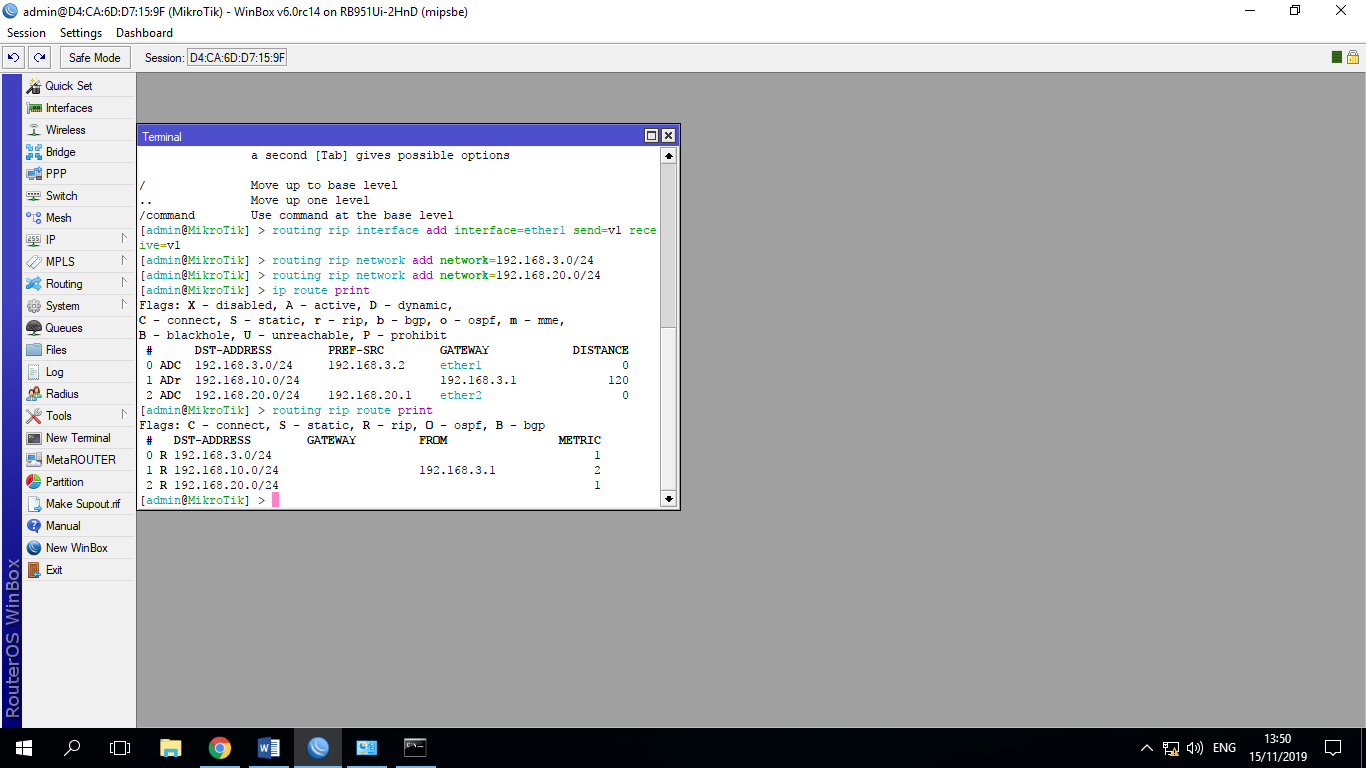 admin@D4:CA:6D:D7:15:9F (MikroTik) - WinBox v6.0rc14 on RB951Ui-2HnD (mipsbe)
Session Settings Dashboard
Safe Mode Session: D4:CA:6D:D7:15:9F
Quick Set
Interfaces
Wireless
Bridge
PPP
Switch
Mesh
IP
MPLS
Routing
System
Queues
Files
Log
Radius
Tools
New Terminal
MetaROUTER
Partition
Make Supout.rif
Manual
New WinBox
Exit
RouterOS WinBox
Terminal
a second [Tab] gives possible options
/ Move up to base level
.. Move up one level
/command Use command at the base level
[admin@MikroTik] > routing rip interface add interface=ether1 send=v1 rece
ive=v1
[admin@MikroTik] > routing rip network add network=192.168.3.0/24
[admin@MikroTik] > routing rip network add network=192.168.20.0/24
[admin@MikroTik] > ip route print
Flags: X - disabled, A - active, D - dynamic,
C - connect, S - static, r - rip, b - bgp, o - ospf, m - mme,
B - blackhole, U - unreachable, P - prohibit
# DST-ADDRESS PREF-SRC GATEWAY DISTANCE
0 ADC 192.168.3.0/24 192.168.3.2 ether1 0
1 ADr 192.168.10.0/24 192.168.3.1 120
2 ADC 192.168.20.0/24 192.168.20.1 ether2 0
[admin@MikroTik] > routing rip route print
Flags: C - connect, S - static, R - rip, O - ospf, B - bgp
# DST-ADDRESS GATEWAY FROM METRIC
0 R 192.168.3.0/24 1
1 R 192.168.10.0/24 192.168.3.1 2
2 R 192.168.20.0/24 1
[admin@MikroTik] >
ENG
13:50
15/11/2019